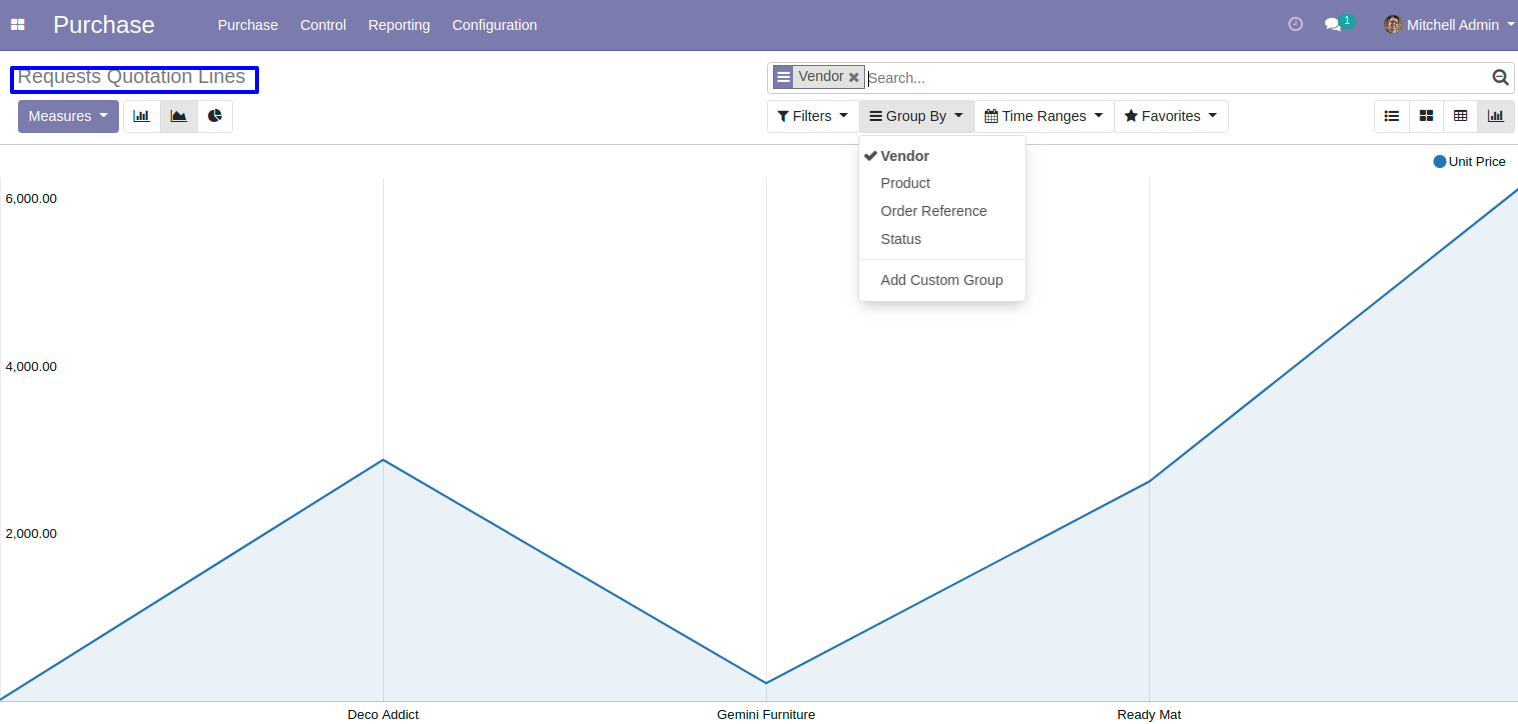 Purchase
Purchase Control Reporting Configuration
1
Mitchell Admin
Requests Quotation Lines
Vendor Search...
Measures
Filters Group By Time Ranges Favorites
Vendor
Product
Order Reference
Status
Add Custom Group
Unit Price
6,000.00
4,000.00
2,000.00
Deco Addict Gemini Furniture Ready Mat